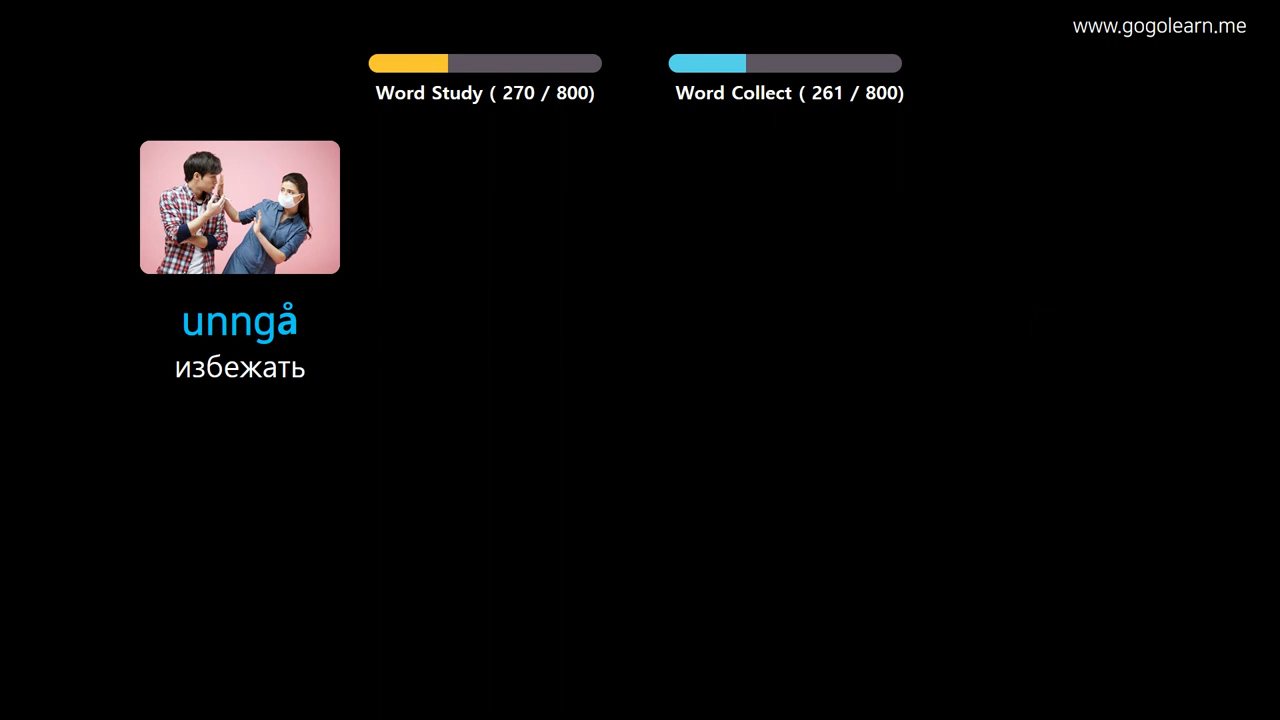 www.gogolearn.me
Word Study ( 270 / 800)
Word Collect ( 261 / 800)
unngå
избежать